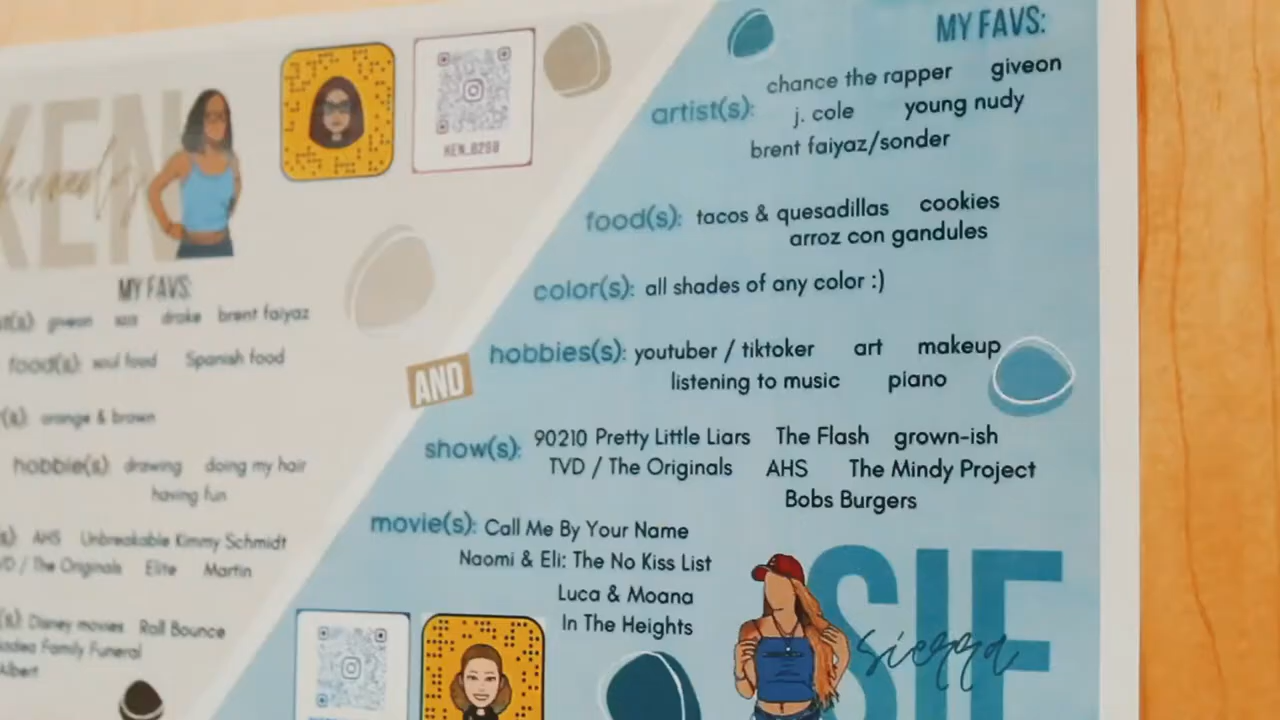 KEN
kennedy
KEN_0250
MY FAVS:
giveon sza drake brent faiyaz
food(s): soul food Spanish food
orange & brown
hobbie(s): drawing doing my hair
having fun
AHS Unbreakable Kimmy Schmidt
/ The Originals Elite Martin
Disney movies Roll Bounce
Family Funeral
Albert
AND
MY FAVS:
artist(s): chance the rapper giveon
j. cole young nudy
brent faiyaz/sonder
food(s): tacos & quesadillas cookies
arroz con gandules
color(s): all shades of any color :)
hobbies(s): youtuber / tiktoker art makeup
listening to music piano
show(s): 90210 Pretty Little Liars The Flash grown-ish
TVD / The Originals AHS The Mindy Project
Bobs Burgers
movie(s): Call Me By Your Name
Naomi & Eli: The No Kiss List
Luca & Moana
In The Heights
SIE
sierra